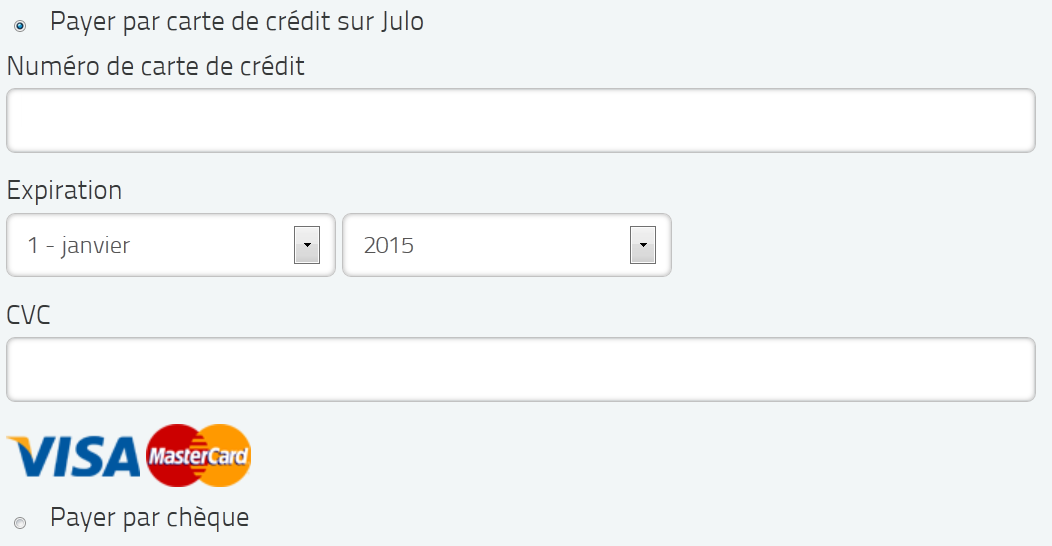 Payer par carte de crédit sur Julo
Numéro de carte de crédit
Expiration
1 - janvier 2015
CVC
VISA MasterCard
Payer par chèque